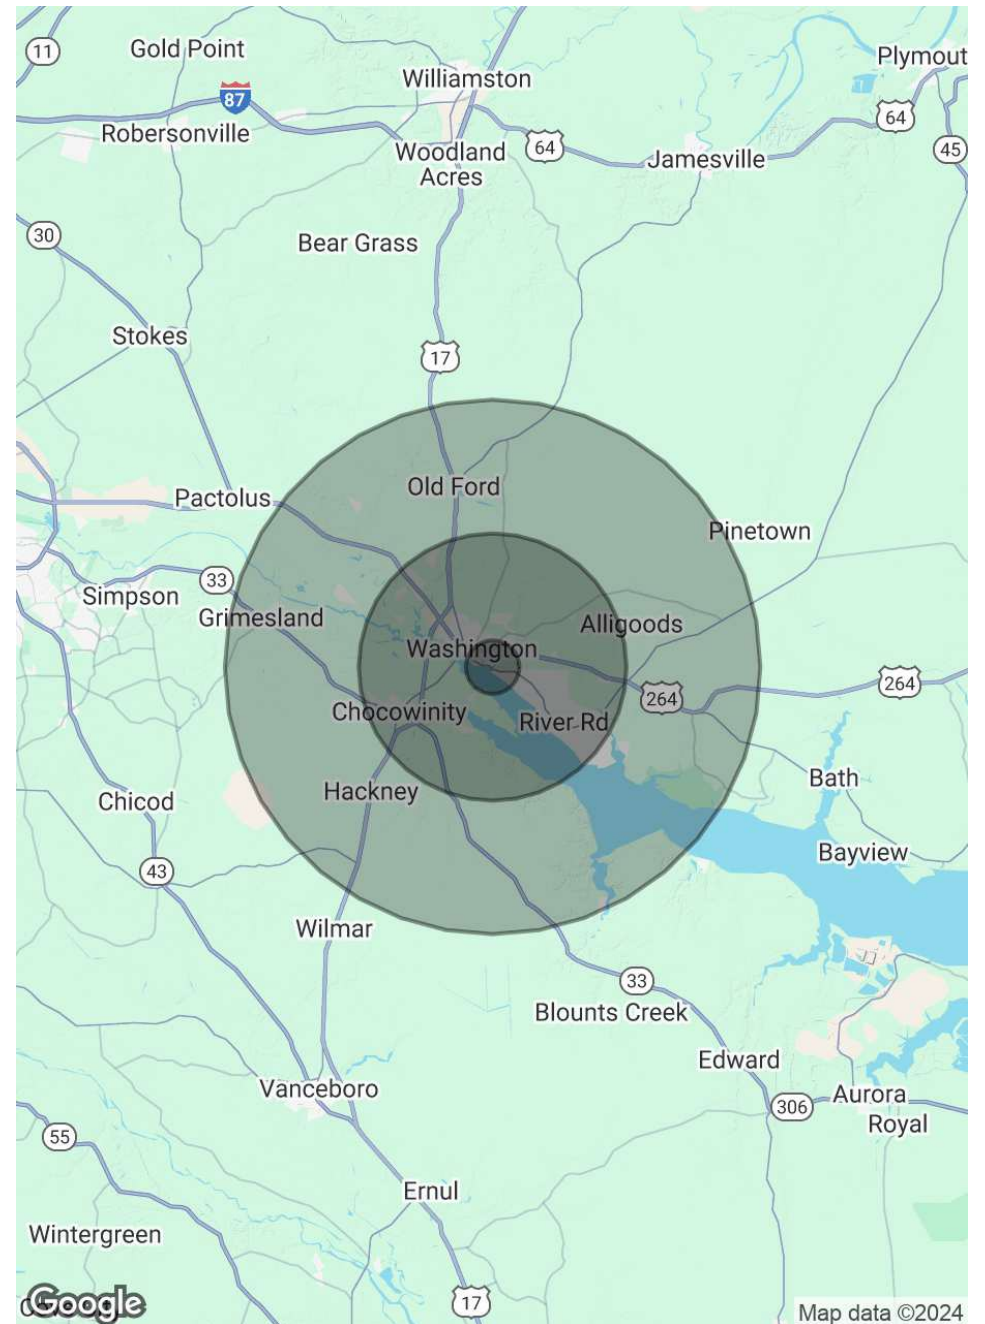 11
Gold Point
Williamston
Plymout
87
64
Robersonville
Woodland
Acres
64
Jamesville
45
30
Bear Grass
Stokes
17
Old Ford
Pactolus
Pinetown
33
Simpson
Grimesland
Alligoods
Washington
264
264
Chocowinity
River Rd
Bath
Hackney
Chicod
Bayview
43
Wilmar
33
Blounts Creek
Edward
Vanceboro
Aurora
306
Royal
55
Ernul
Wintergreen
17
Google
Map data ©2024